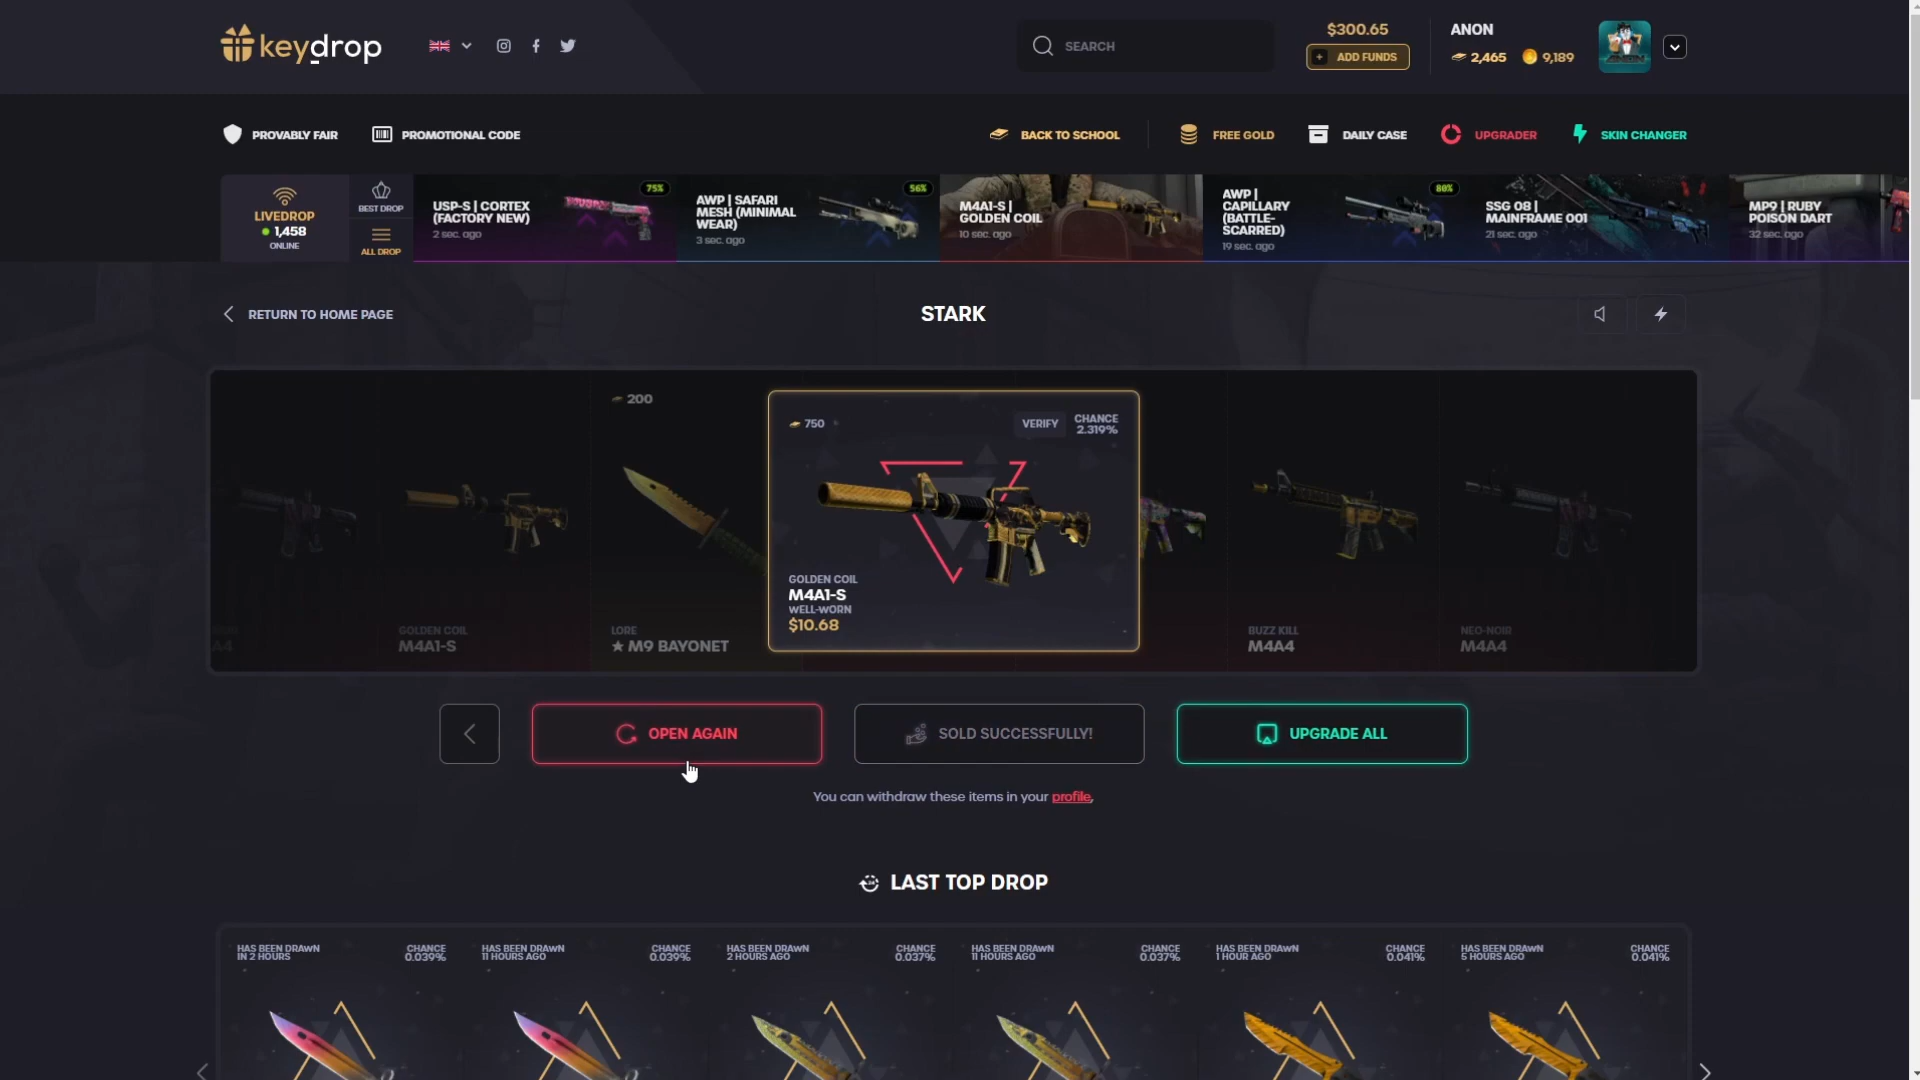 keydrop
SEARCH
$300.65
ADD FUNDS
ANON
2,465 9,189
PROVABLY FAIR
PROMOTIONAL CODE
BACK TO SCHOOL
FREE GOLD
DAILY CASE
UPGRADER
SKIN CHANGER
LIVEDROP
1,458
ONLINE
BEST DROP
ALL DROP
USP-S | CORTEX
(FACTORY NEW)
2 sec. ago
75%
AWP | SAFARI
MESH (MINIMAL
WEAR)
3 sec. ago
56%
M4A1-S |
GOLDEN COIL
10 sec. ago
AWP |
CAPILLARY
(BATTLE-
SCARRED)
19 sec. ago
80%
SSG 08 |
MAINFRAME 001
21 sec. ago
MP9 | RUBY
POISON DART
32 sec. ago
RETURN TO HOME PAGE
STARK
GOLDEN COIL
M4A1-S
200
LORE
★ M9 BAYONET
750
VERIFY
CHANCE
2.319%
GOLDEN COIL
M4A1-S
WELL-WORN
$10.68
BUZZ KILL
M4A4
NEO-NOIR
M4A4
OPEN AGAIN
SOLD SUCCESSFULLY!
UPGRADE ALL
You can withdraw these items in your profile,
LAST TOP DROP
HAS BEEN DRAWN
IN 2 HOURS
CHANCE
0.039%
HAS BEEN DRAWN
11 HOURS AGO
CHANCE
0.039%
HAS BEEN DRAWN
2 HOURS AGO
CHANCE
0.037%
HAS BEEN DRAWN
11 HOURS AGO
CHANCE
0.037%
HAS BEEN DRAWN
1 HOUR AGO
CHANCE
0.041%
HAS BEEN DRAWN
5 HOURS AGO
CHANCE
0.041%